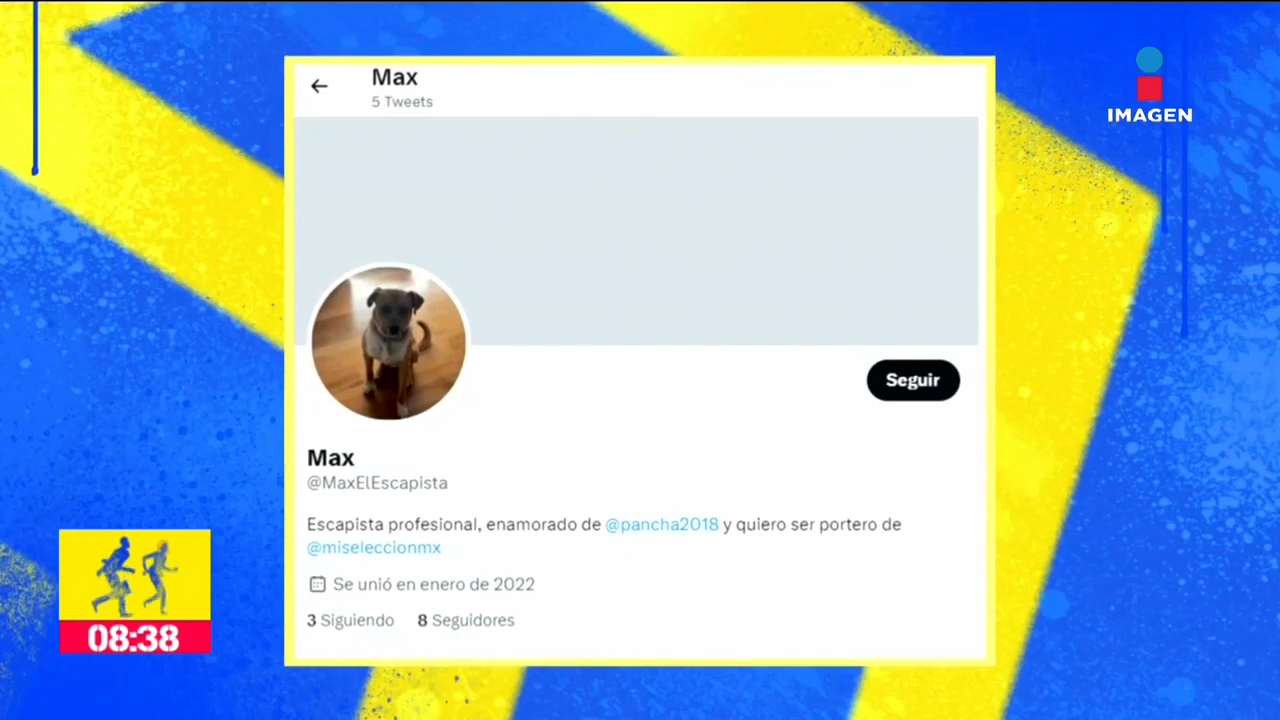 Max
5 Tweets
IMAGEN
Seguir
Max
@MaxElEscapista
Escapista profesional, enamorado de @pancha2018 y quiero ser portero de
@miseleccionmx
Se unió en enero de 2022
3 Siguiendo 8 Seguidores
08:38